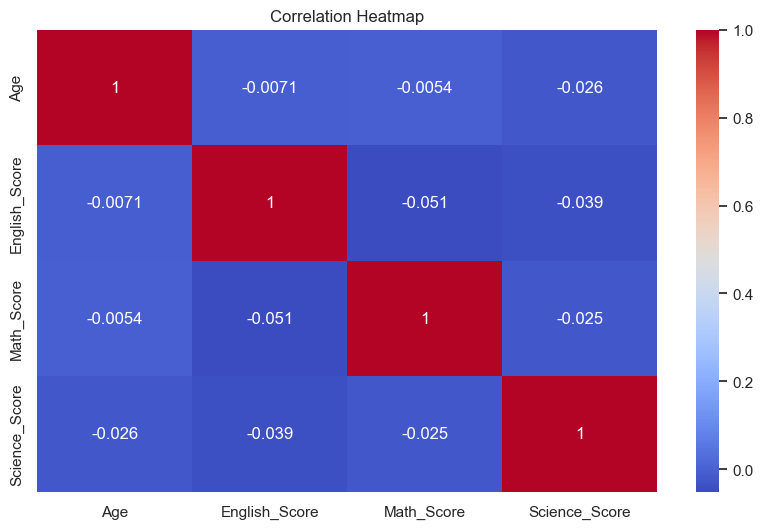 Correlation Heatmap
Age
1
-0.0071
-0.0054
-0.026
English_Score
-0.0071
1
-0.051
-0.039
Math_Score
-0.0054
-0.051
1
-0.025
Science_Score
-0.026
-0.039
-0.025
1
Age
English_Score
Math_Score
Science_Score
1.0
0.8
0.6
0.4
0.2
0.0